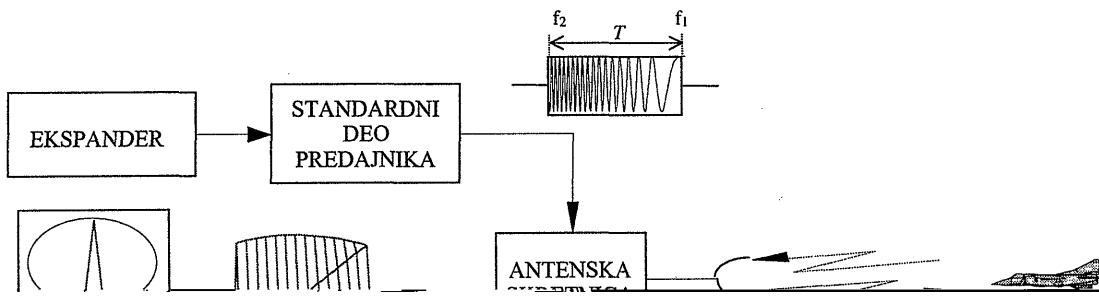 f₂ T f₁
EKSPANDER
STANDARDNI
DEO
PREDAJNIKA
ANTENSKA